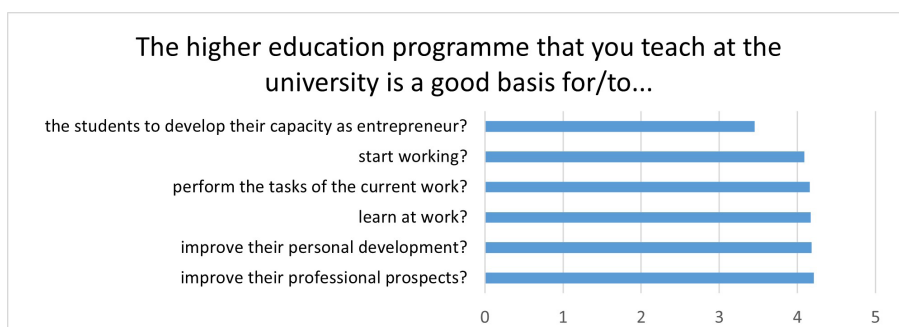 The higher education programme that you teach at the
university is a good basis for/to...
the students to develop their capacity as entrepreneur?
start working?
perform the tasks of the current work?
learn at work?
improve their personal development?
improve their professional prospects?
0 1 2 3 4 5